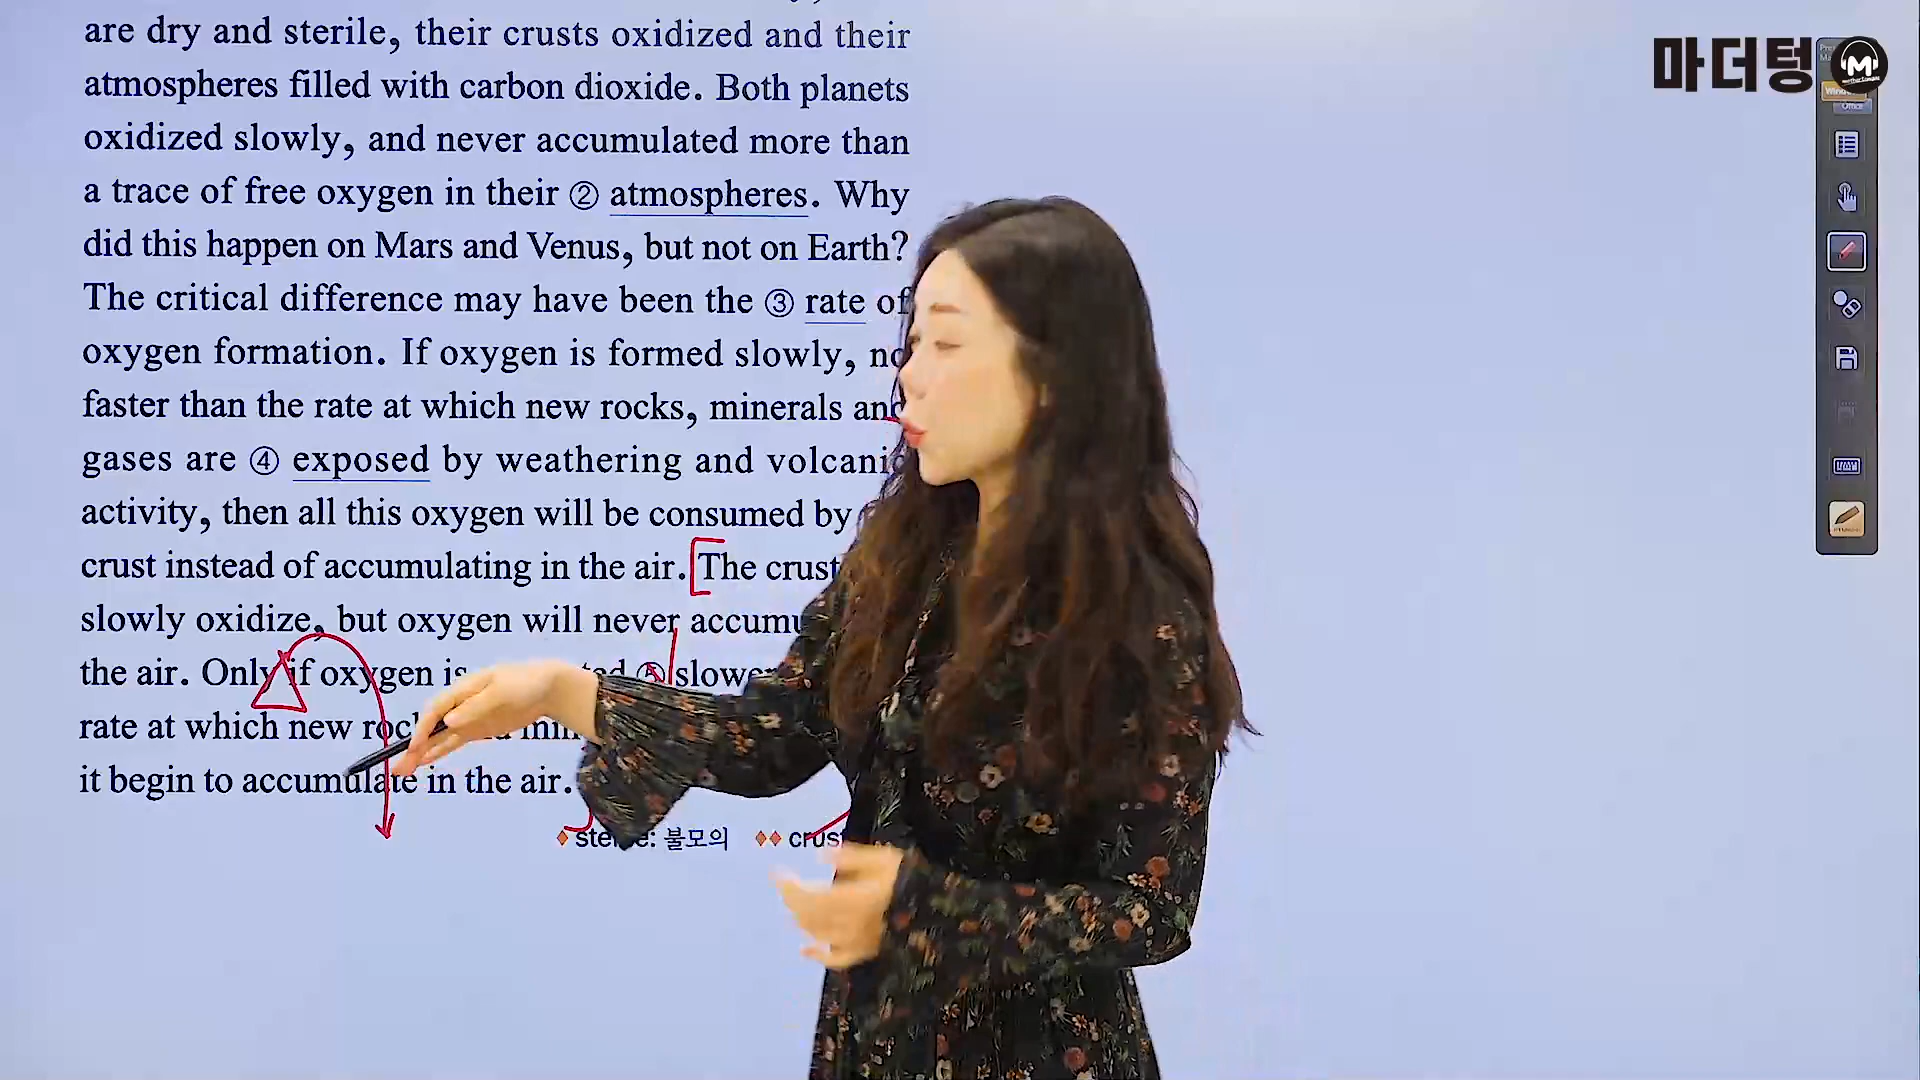 are dry and sterile, their crusts oxidized and their
atmospheres filled with carbon dioxide. Both planets
oxidized slowly, and never accumulated more than
a trace of free oxygen in their ② atmospheres. Why
did this happen on Mars and Venus, but not on Earth?
The critical difference may have been the ③ rate of
oxygen formation. If oxygen is formed slowly,
faster than the rate at which new rocks, minerals and
gases are ④ exposed by weathering and volcanic
activity, then all this oxygen will be consumed by
crust instead of accumulating in the air. The crust
slowly oxidize, but oxygen will never
the air. Only if oxygen is ⑤
rate at which new
it begin to accumulate in the air.
불모의 crust
마더텅
M